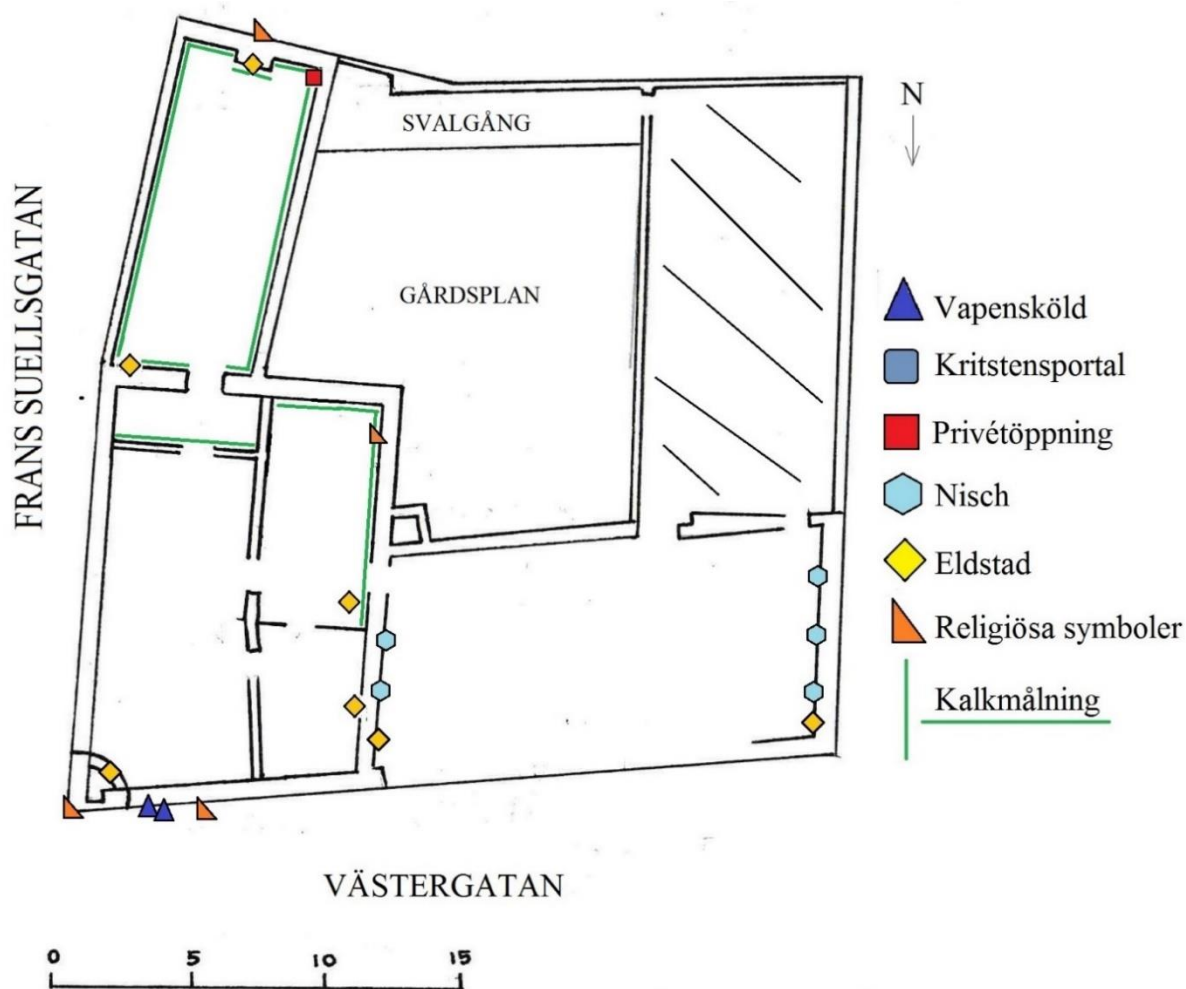 SVALGÅNG
N
GÅRDSPLAN
FRANS SUELLSGATAN
Vapensköld
Kritstensportal
Privétöppning
Nisch
Eldstad
Religiösa symboler
Kalkmålning
VÄSTERGATAN
0 5 10 15